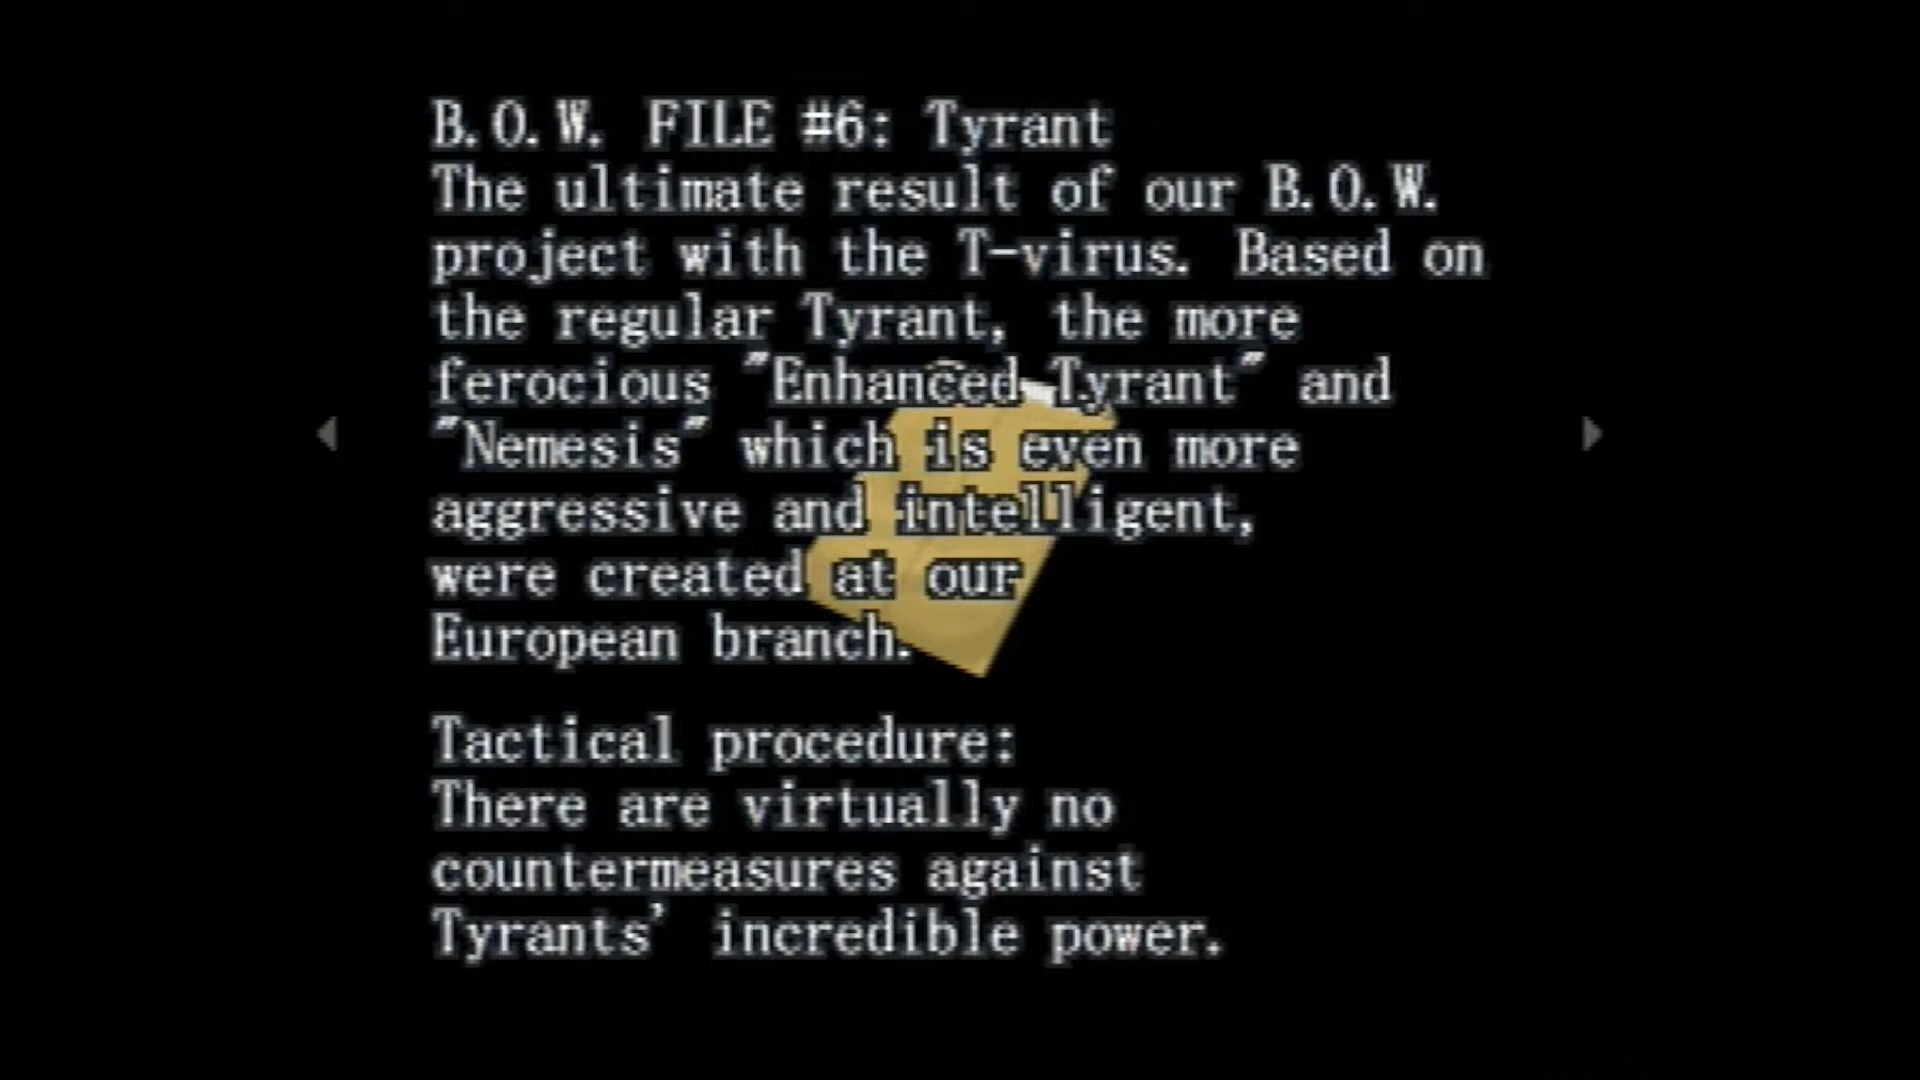 B.O.W. FILE #6: Tyrant
The ultimate result of our B.O.W.
project with the T-virus. Based on
the regular Tyrant, the more
ferocious "Enhanced Tyrant" and
"Nemesis" which is even more
aggressive and intelligent,
were created at our
European branch.
Tactical procedure:
There are virtually no
countermeasures against
Tyrants' incredible power.